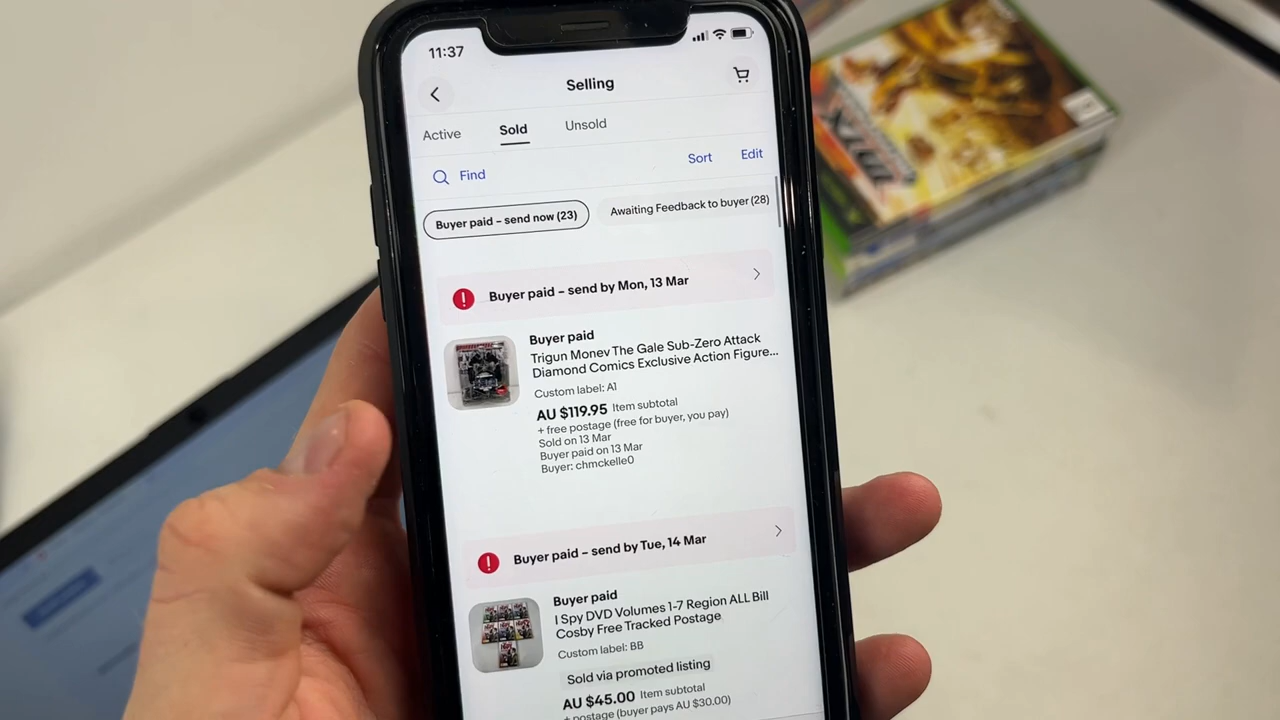 11:37
Selling
Active Sold Unsold
Find Sort Edit
Buyer paid – send now (23) Awaiting Feedback to buyer (28)
Buyer paid – send by Mon, 13 Mar
Buyer paid
Trigun Monev The Gale Sub-Zero Attack
Diamond Comics Exclusive Action Figure...
Custom label: A1
AU $119.95 Item subtotal
+ free postage (free for buyer, you pay)
Sold on 13 Mar
Buyer paid on 13 Mar
Buyer: chmckelle0
Buyer paid – send by Tue, 14 Mar
Buyer paid
I Spy DVD Volumes 1-7 Region ALL Bill
Cosby Free Tracked Postage
Custom label: BB
Sold via promoted listing
AU $45.00 Item subtotal
+ postage (buyer pays AU $30.00)